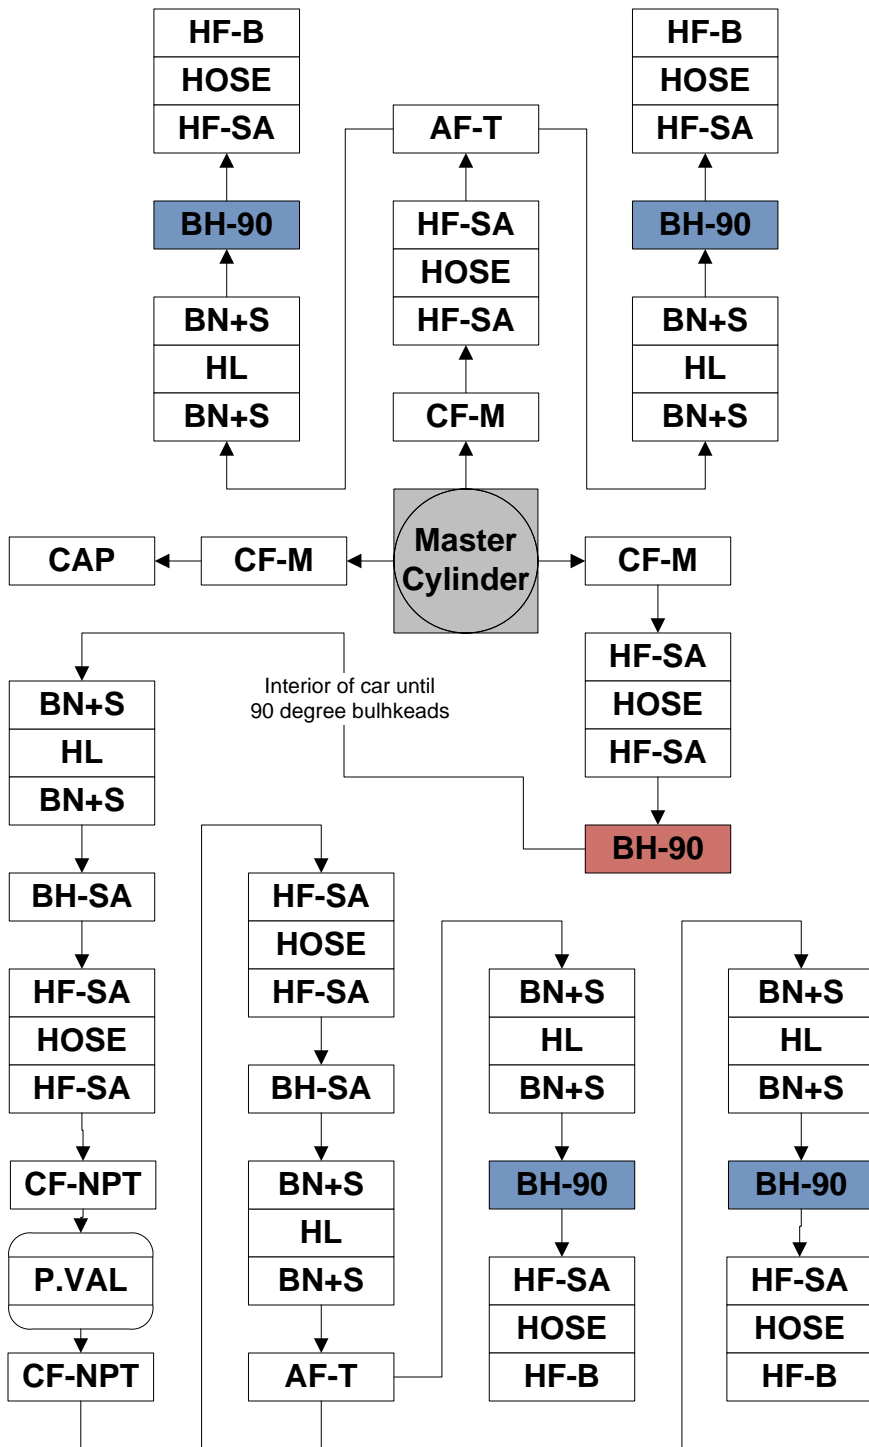 HF-B
HOSE
HF-SA
BH-90
BN+S
HL
BN+S
AF-T
HF-SA
HOSE
HF-SA
CF-M
HF-B
HOSE
HF-SA
BH-90
BN+S
HL
BN+S
CAP
CF-M
Master
Cylinder
CF-M
HF-SA
HOSE
HF-SA
BH-90
Interior of car until
90 degree bulhkeads
BN+S
HL
BN+S
BH-SA
HF-SA
HOSE
HF-SA
CF-NPT
P.VAL
CF-NPT
HF-SA
HOSE
HF-SA
BH-SA
BN+S
HL
BN+S
AF-T
BN+S
HL
BN+S
BH-90
HF-SA
HOSE
HF-B
BN+S
HL
BN+S
BH-90
HF-SA
HOSE
HF-B